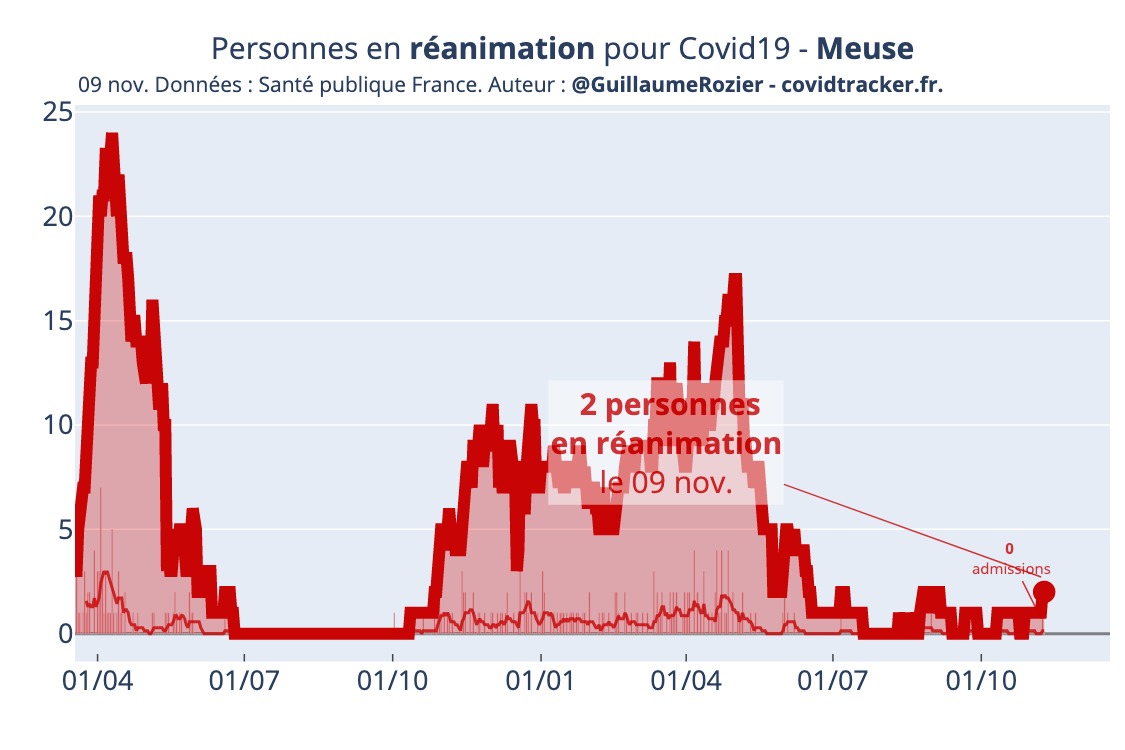 Personnes en réanimation pour Covid19 - Meuse
09 nov. Données : Santé publique France. Auteur : @GuillaumeRozier - covidtracker.fr.
25
20
15
10
5
0
2 personnes
en réanimation
le 09 nov.
0
admissions
01/04
01/07
01/10
01/01
01/04
01/07
01/10